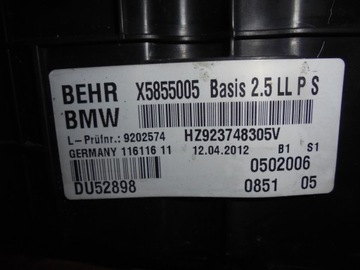 BEHR X5855005 Basis 2.5 LL P S
BMW
L-Prüfnr.: 9202574 HZ923748305V
GERMANY 116116 11 12.04.2012 B1 S1
0502006
DU52898 0851 05